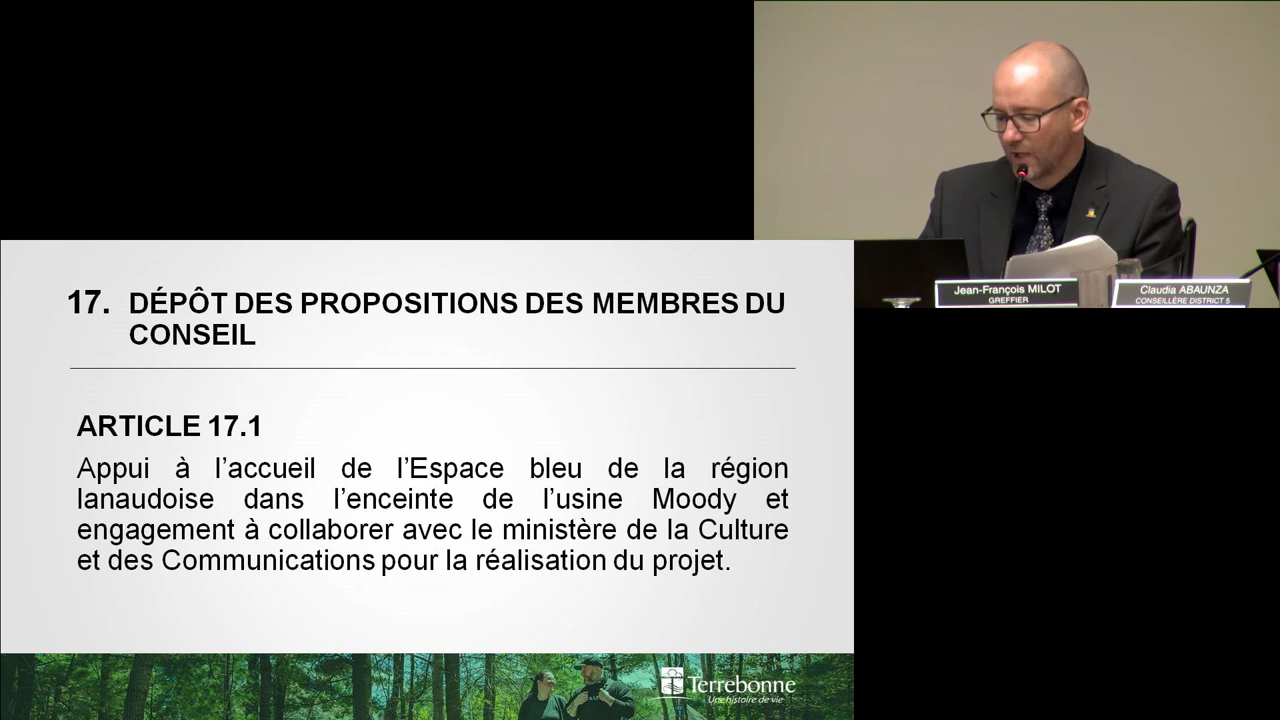 Jean-François MILOT
GREFFIER
Claudia ABAUNZA
CONSEILLÈRE DISTRICT 5
17. DÉPÔT DES PROPOSITIONS DES MEMBRES DU
CONSEIL
ARTICLE 17.1
Appui à l’accueil de l’Espace bleu de la région
lanaudoise dans l’enceinte de l’usine Moody et
engagement à collaborer avec le ministère de la Culture
et des Communications pour la réalisation du projet.
Terrebonne
Une histoire de vie